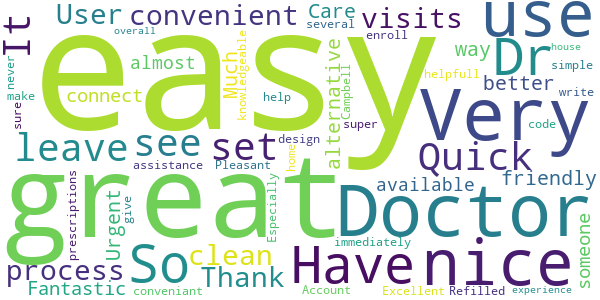 It
User
convenient
Care
visits
use
overall
several
enroll
easy
Dr
way
almost
never
make
connect
Much
knowledgeable
help
alternative
Campbell
helpfull
better
simple
house
write
sure
super
code
Very
leave
see
set
design
Quick
assistance
Pleasant
home
great
Doctor
available
friendly
prescriptions
Urgent
give
Especially
someone
So
clean
immediately
Have
nice
process
Thank
Fantastic
conveniant
Account
Excellent
Refilled
experience